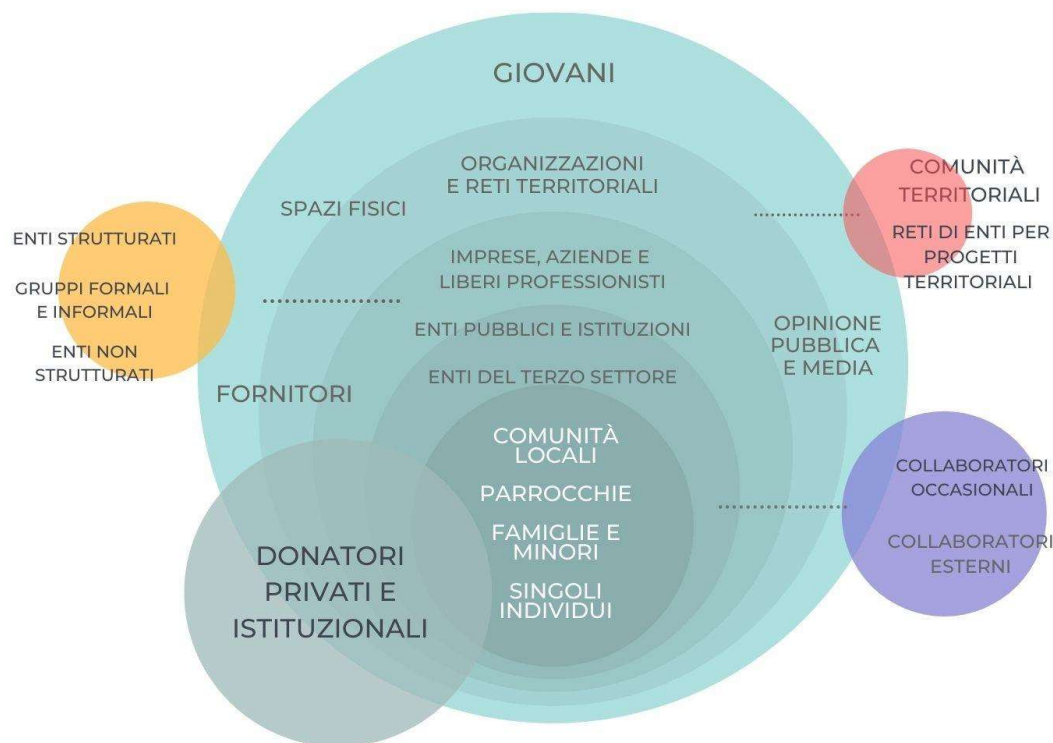 GIOVANI
ORGANIZZAZIONI
E RETI TERRITORIALI
SPAZI FISICI
IMPRESE, AZIENDE E
LIBERI PROFESSIONISTI
ENTI PUBBLICI E ISTITUZIONI
ENTI DEL TERZO SETTORE
FORNITORI
OPINIONE
PUBBLICA
E MEDIA
COMUNITÀ
LOCALI
PARROCCHIE
FAMIGLIE E
MINORI
SINGOLI
INDIVIDUI
DONATORI
PRIVATI E
ISTITUZIONALI
ENTI STRUTTURATI
GRUPPI FORMALI
E INFORMALI
ENTI NON
STRUTTURATI
COMUNITÀ
TERRITORIALI
RETI DI ENTI PER
PROGETTI
TERRITORIALI
COLLABORATORI
OCCASIONALI
COLLABORATORI
ESTERNI